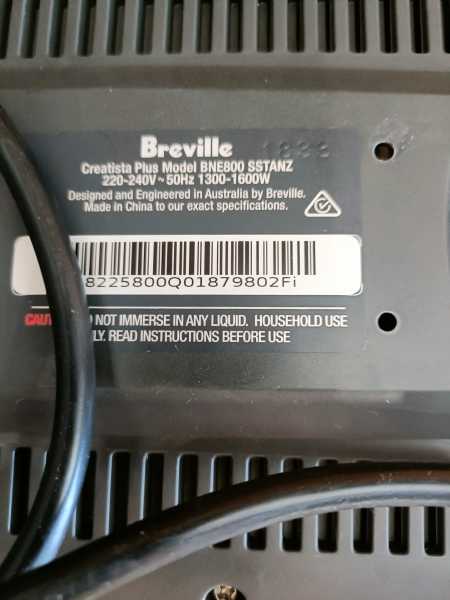 Breville
Creatista Plus Model BNE800 SSTANZ
220-240V~50Hz 1300-1600W
Designed and Engineered in Australia by Breville.
Made in China to our exact specifications.
8225800Q01879802Fi
NOT IMMERSE IN ANY LIQUID. HOUSEHOLD USE
READ INSTRUCTIONS BEFORE USE